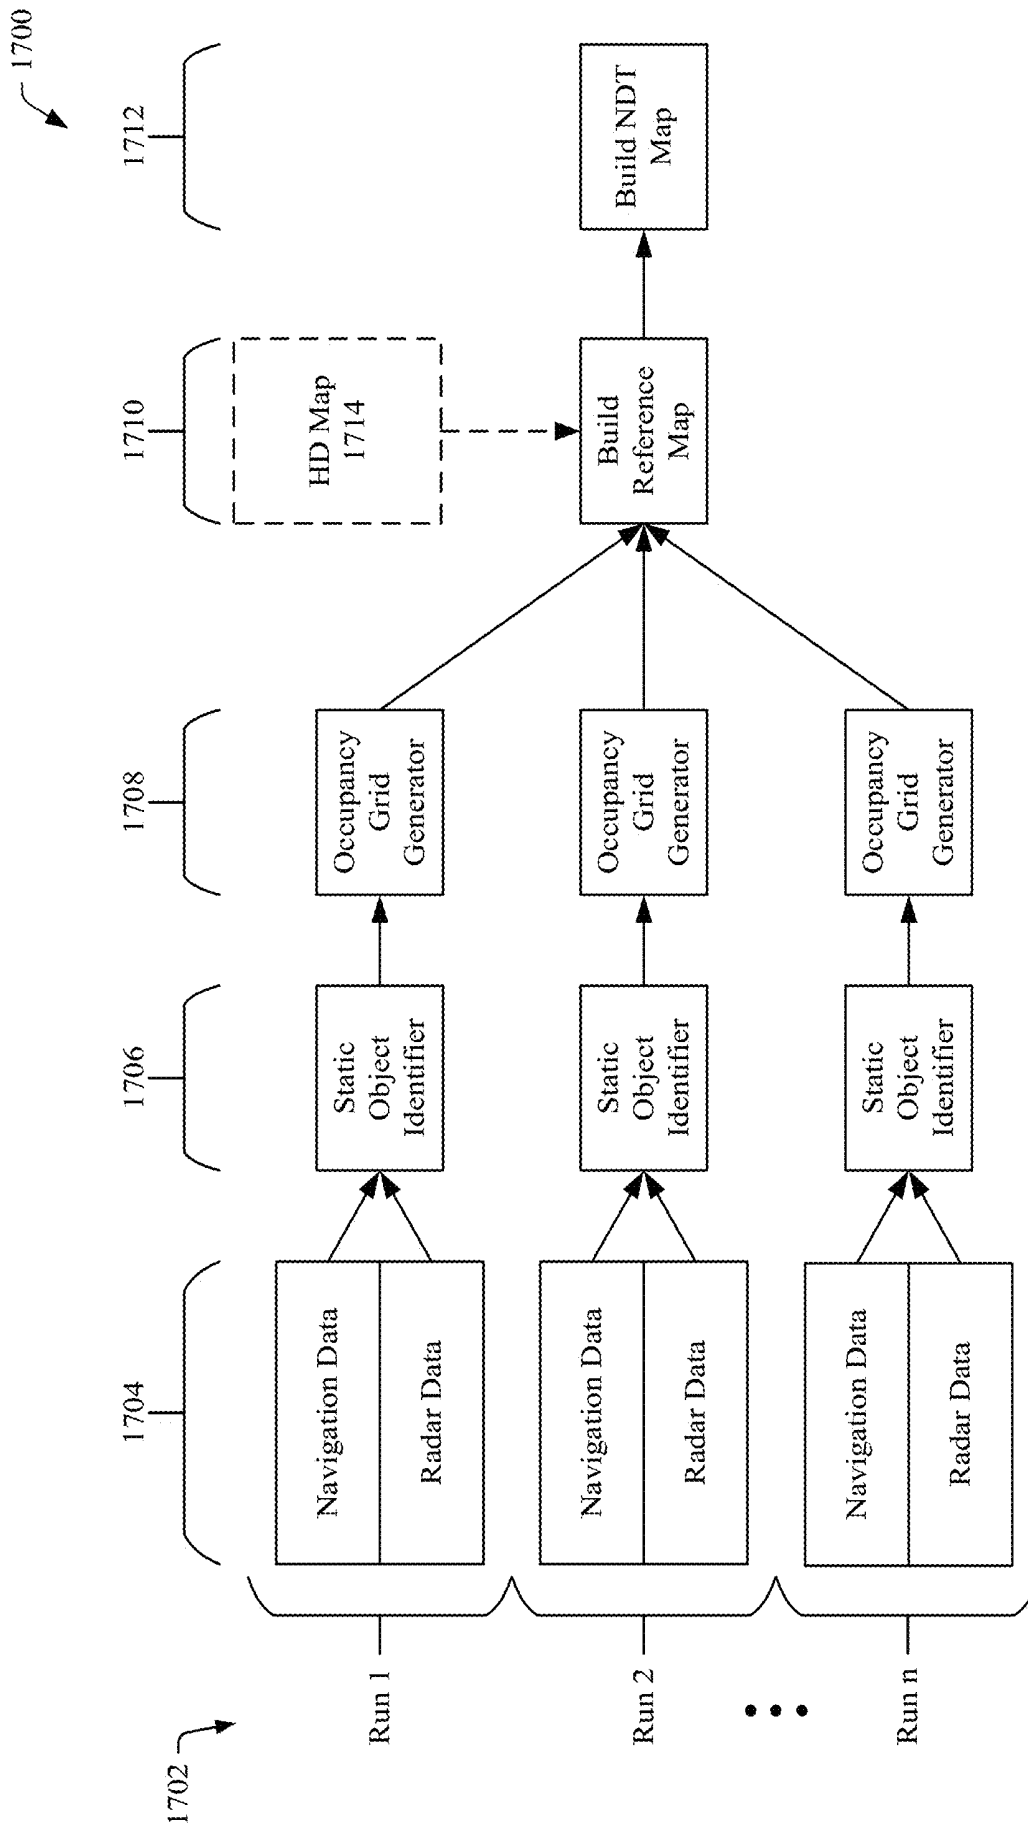 1700
1702
1704
1706
1708
1710
1712
Run 1
Navigation Data
Radar Data
Static
Object
Identifier
Occupancy
Grid
Generator
HD Map
1714
Run 2
Navigation Data
Radar Data
Static
Object
Identifier
Occupancy
Grid
Generator
Build
Reference
Map
Build NDT
Map
Run n
Navigation Data
Radar Data
Static
Object
Identifier
Occupancy
Grid
Generator